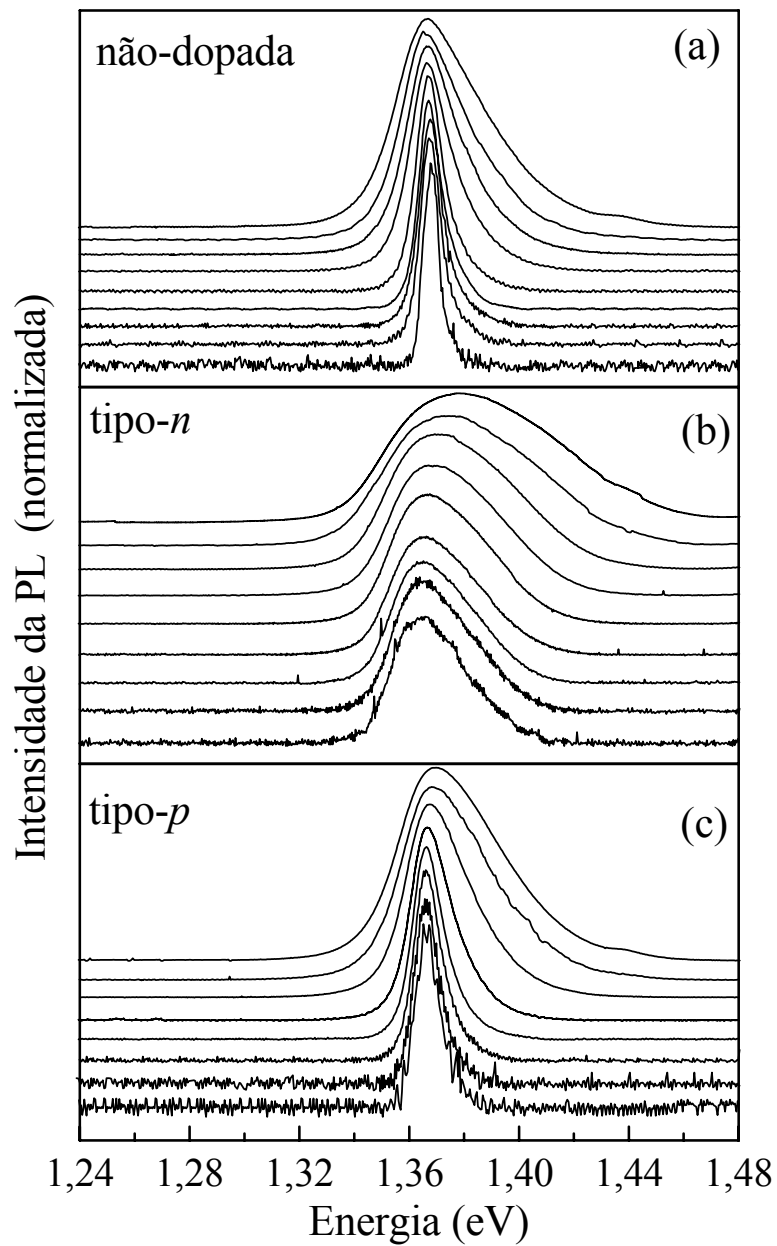 não-dopada
(a)
tipo-n
(b)
tipo-p
(c)
Intensidade da PL (normalizada)
1,24 1,28 1,32 1,36 1,40 1,44 1,48
Energia (eV)